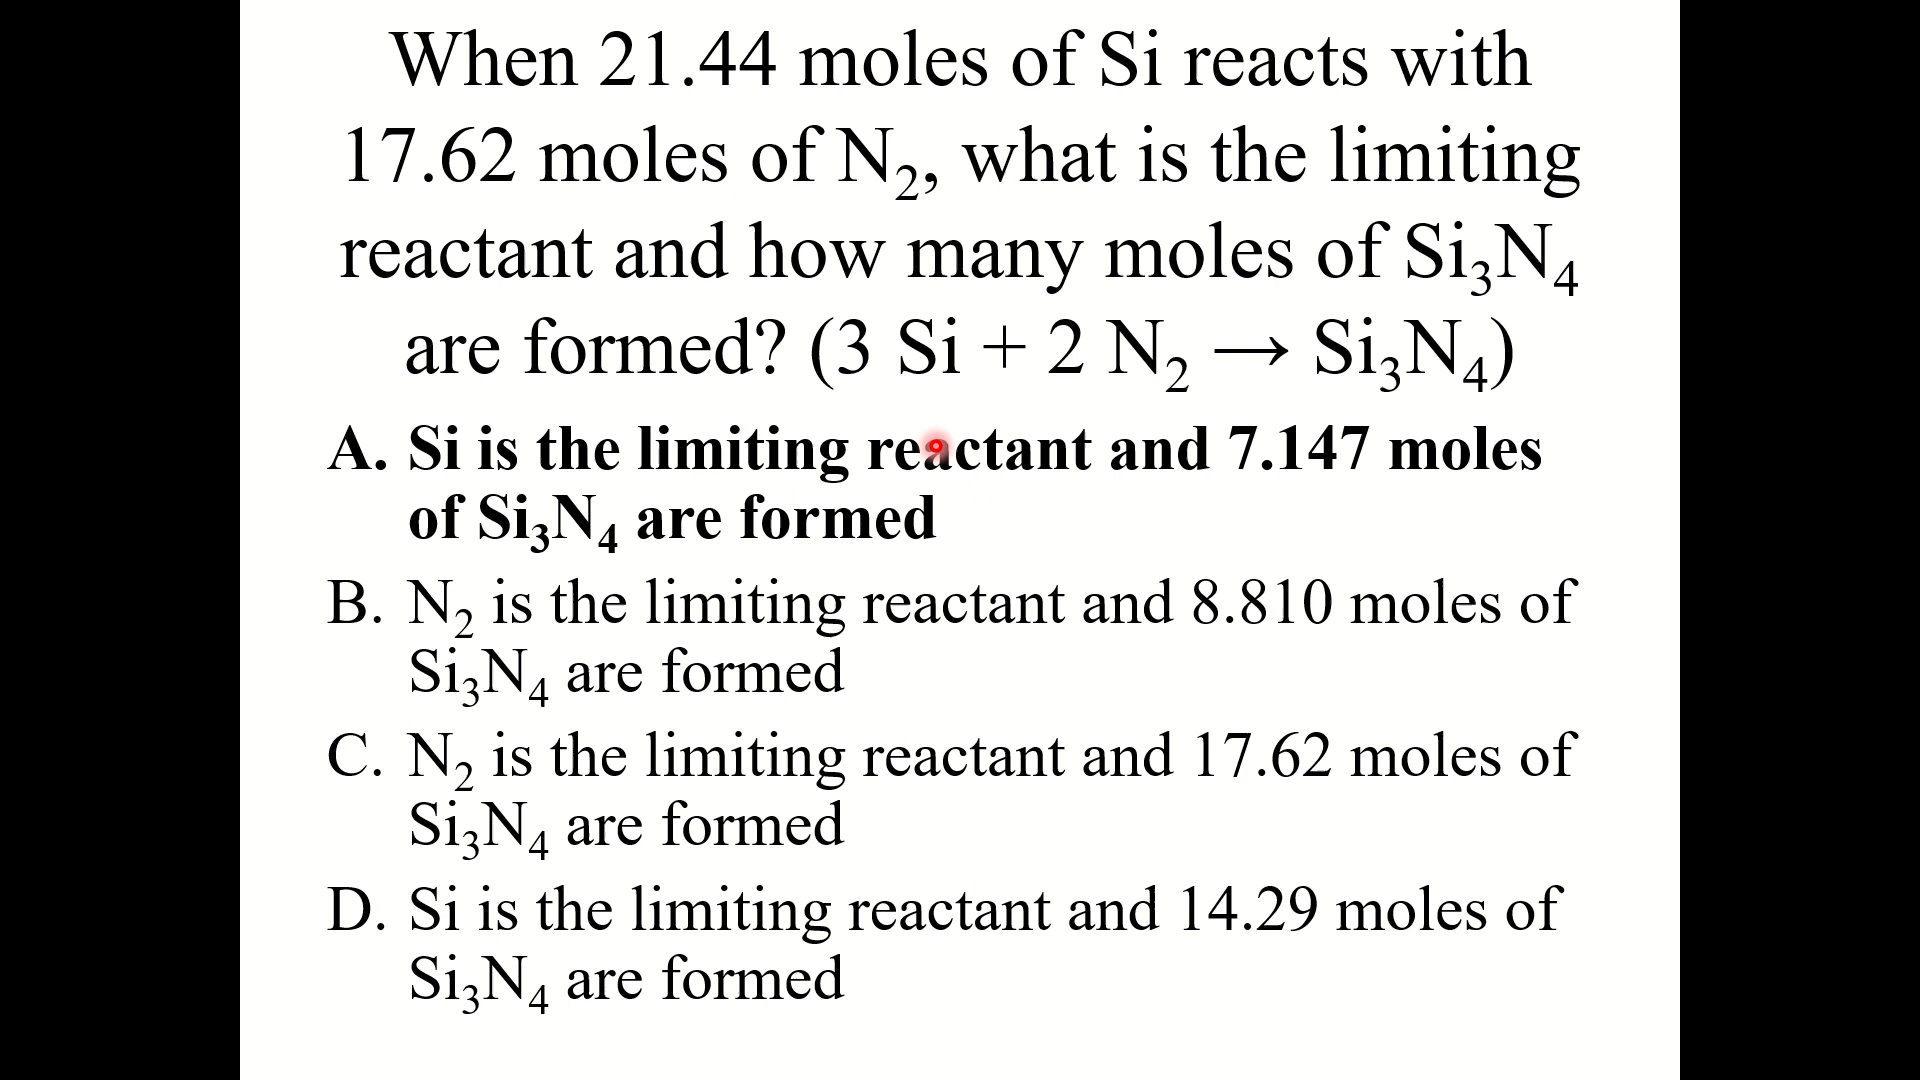 When 21.44 moles of Si reacts with
17.62 moles of N₂, what is the limiting
reactant and how many moles of Si₃N₄
are formed? (3 Si + 2 N₂ → Si₃N₄)
A. Si is the limiting reactant and 7.147 moles
of Si₃N₄ are formed
B. N₂ is the limiting reactant and 8.810 moles of
Si₃N₄ are formed
C. N₂ is the limiting reactant and 17.62 moles of
Si₃N₄ are formed
D. Si is the limiting reactant and 14.29 moles of
Si₃N₄ are formed